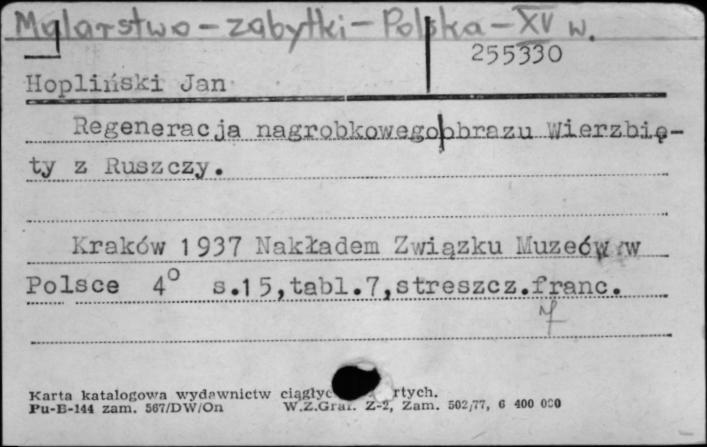 Malarstwo - zabytki - Polska - XV w.
255330
Hopliński Jan
Regeneracja nagrobkowego obrazu Wierzbię-
ty z Ruszczy.
Kraków 1937 Nakładem Związku Muzeów w
Polsce 4° s.15,tabl.7,streszcz.franc.
Karta katalogowa wydawnictw ciągłyc rtych.
Pu-E-144 zam. 567/DW/On W.Z.Graf. Z-2, Zam. 502/77, 6 400 000